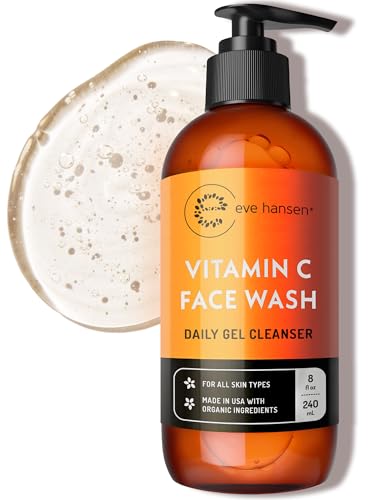 eve hansen®
VITAMIN C
FACE WASH
DAILY GEL CLEANSER
FOR ALL SKIN TYPES
MADE IN USA WITH
ORGANIC INGREDIENTS
8
fl oz
240
mL